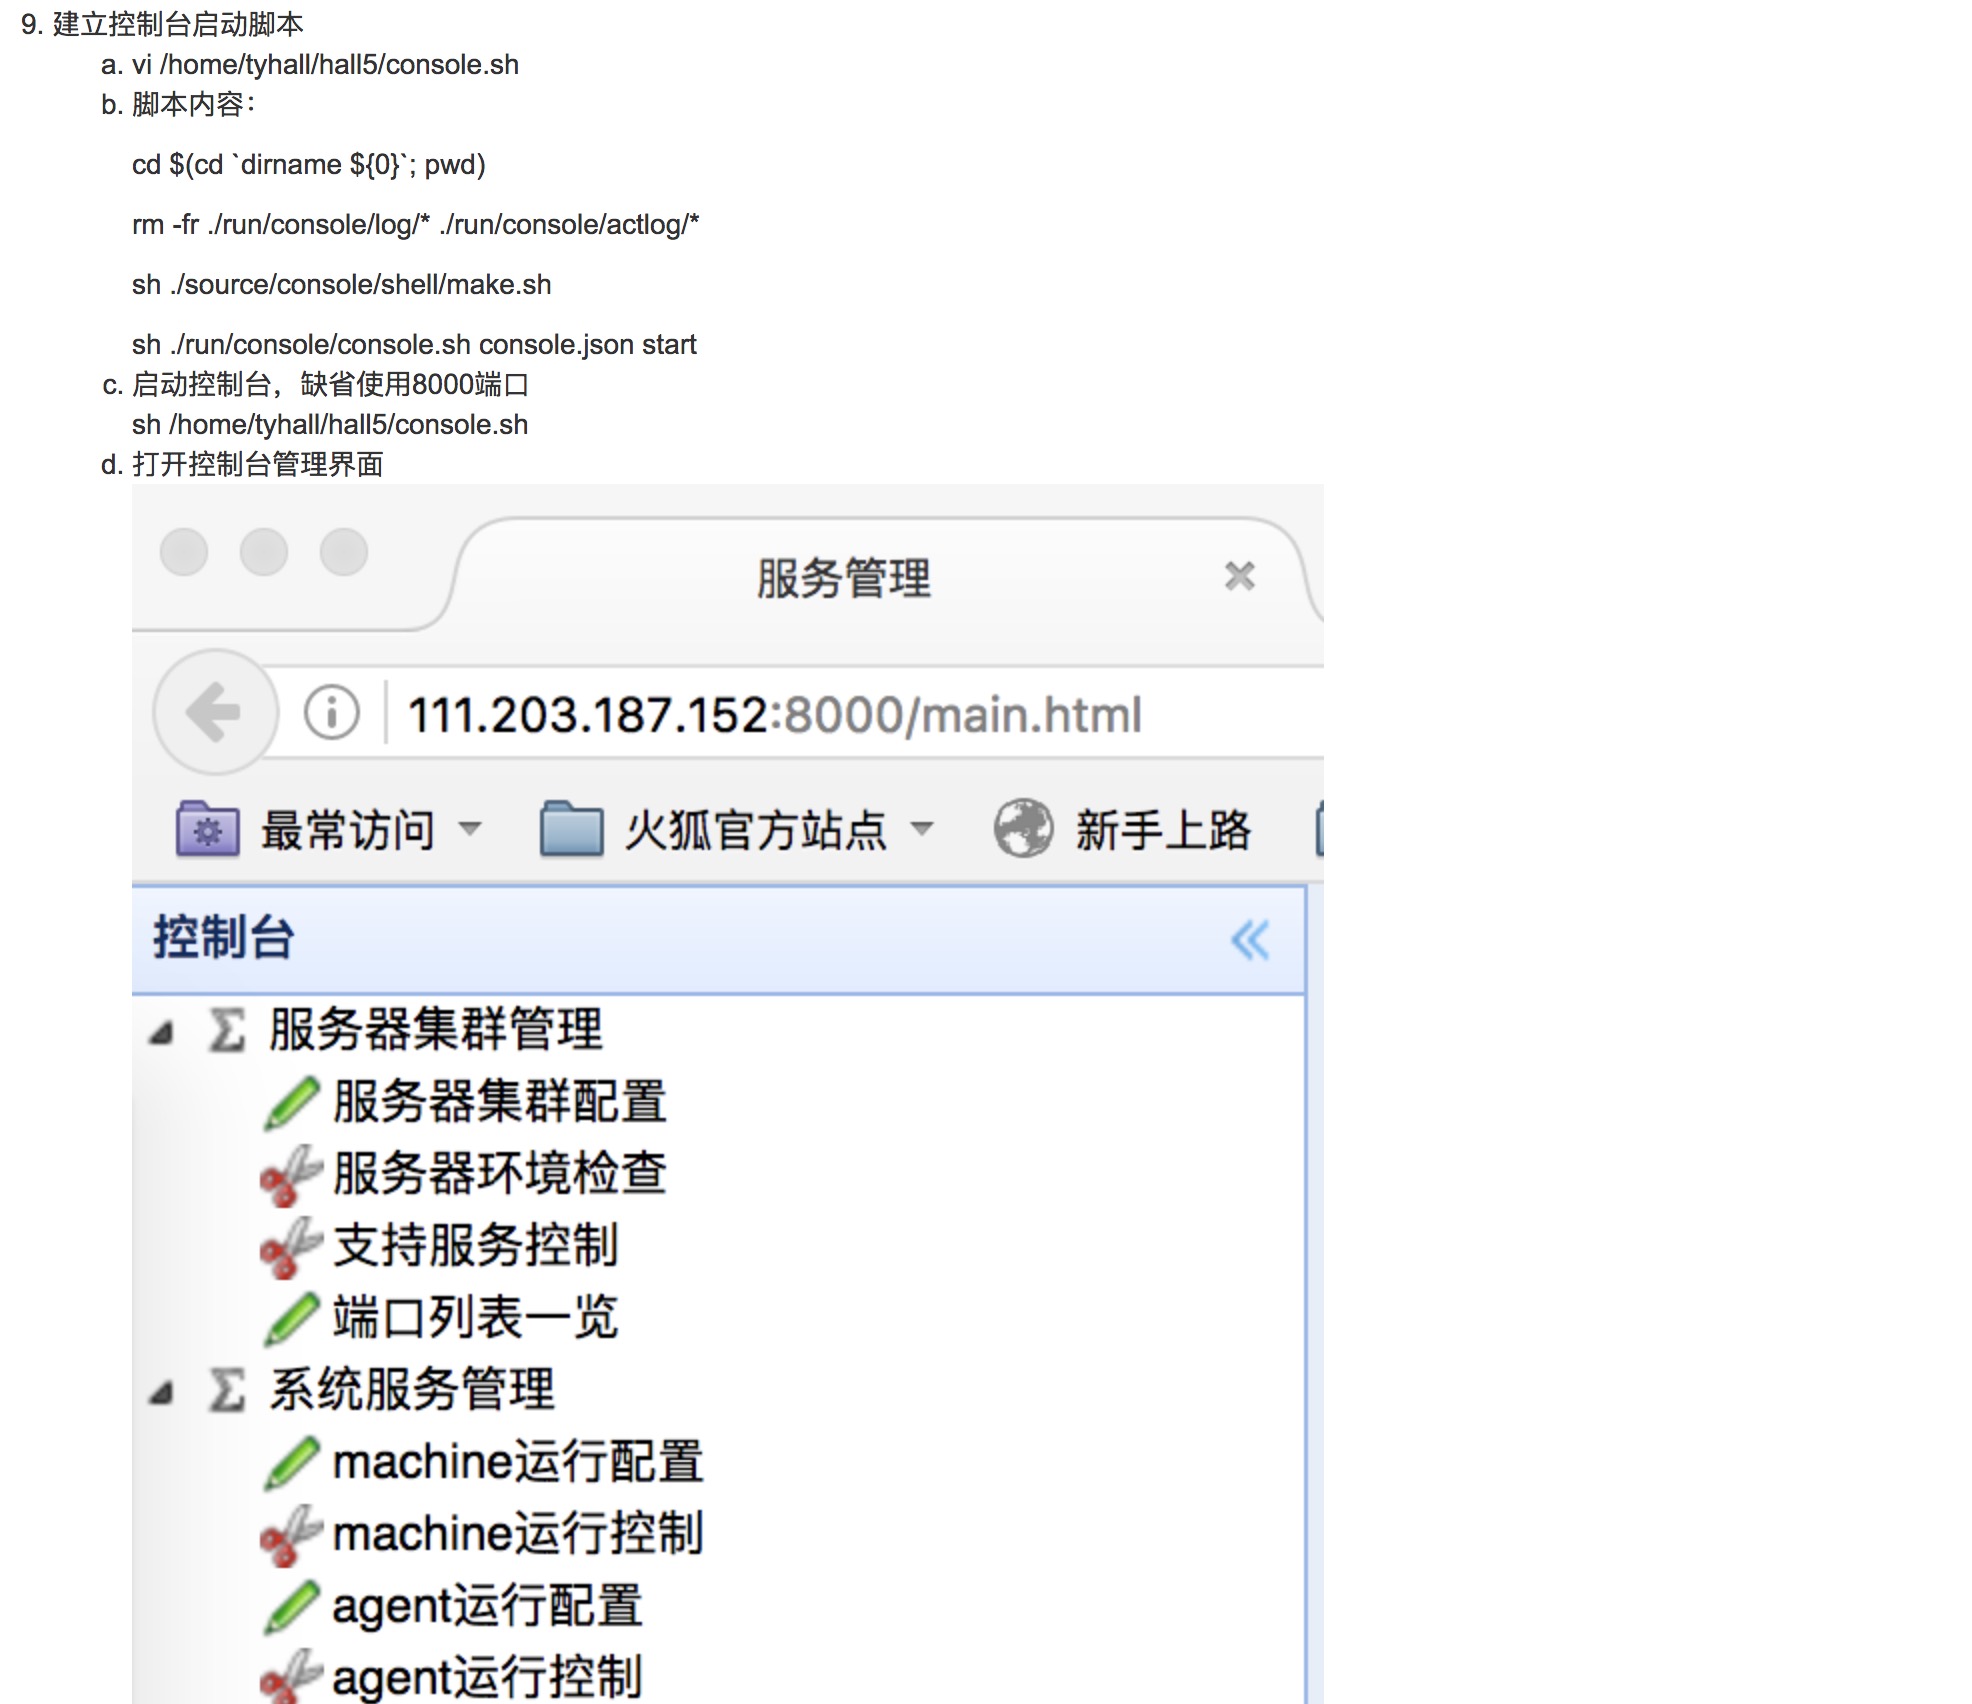 9. 建立控制台启动脚本
a. vi /home/tyhall/hall5/console.sh
b. 脚本内容：
cd $(cd `dirname ${0}`; pwd)
rm -fr ./run/console/log/* ./run/console/actlog/*
sh ./source/console/shell/make.sh
sh ./run/console/console.sh console.json start
c. 启动控制台，缺省使用8000端口
sh /home/tyhall/hall5/console.sh
d. 打开控制台管理界面
服务管理
111.203.187.152:8000/main.html
最常访问 火狐官方站点 新手上路
控制台
服务器集群管理
服务器集群配置
服务器环境检查
支持服务控制
端口列表一览
系统服务管理
machine运行配置
machine运行控制
agent运行配置
agent运行控制